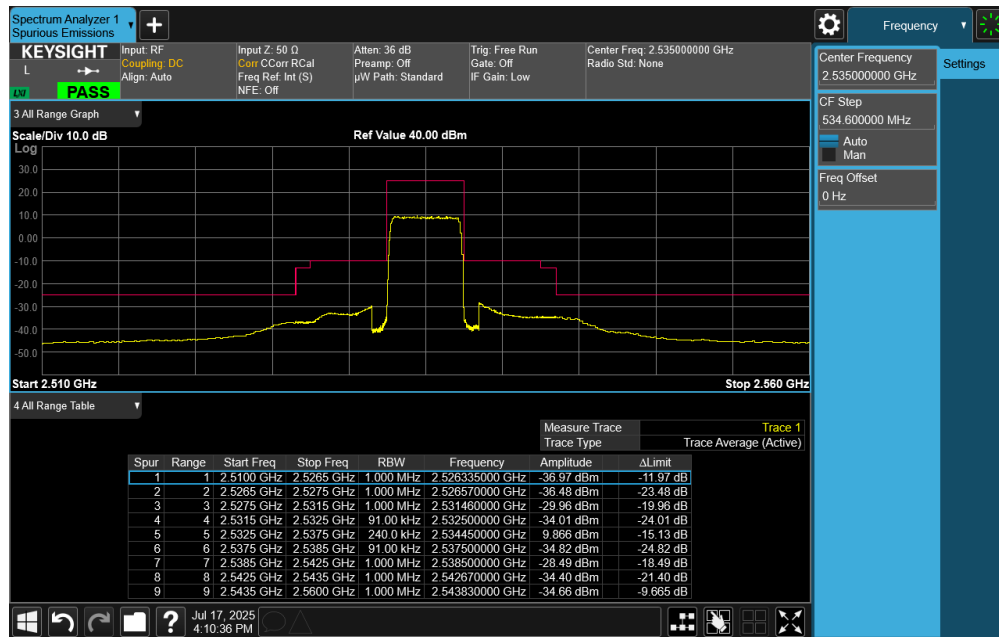 Spectrum Analyzer 1
Spurious Emissions
Frequency
KEYSIGHT
L
LXI
PASS
Input: RF
Coupling: DC
Align: Auto
Input Z: 50 Ω
Corr CCorr RCal
Freq Ref: Int (S)
NFE: Off
Atten: 36 dB
Preamp: Off
µW Path: Standard
Trig: Free Run
Gate: Off
IF Gain: Low
Center Freq: 2.535000000 GHz
Radio Std: None
Center Frequency
2.535000000 GHz
Settings
CF Step
534.600000 MHz
Auto
Man
Freq Offset
0 Hz
3 All Range Graph
Scale/Div 10.0 dB
Ref Value 40.00 dBm
Log
30.0
20.0
10.0
0.00
-10.0
-20.0
-30.0
-40.0
-50.0
Start 2.510 GHz
Stop 2.560 GHz
4 All Range Table
Measure Trace Trace 1
Trace Type Trace Average (Active)
Spur Range Start Freq Stop Freq RBW Frequency Amplitude ΔLimit
1 1 2.5100 GHz 2.5265 GHz 1.000 MHz 2.526335000 GHz -36.97 dBm -11.97 dB
2 2 2.5265 GHz 2.5275 GHz 1.000 MHz 2.526570000 GHz -36.48 dBm -23.48 dB
3 3 2.5275 GHz 2.5315 GHz 1.000 MHz 2.531460000 GHz -29.96 dBm -19.96 dB
4 4 2.5315 GHz 2.5325 GHz 91.00 kHz 2.532500000 GHz -34.01 dBm -24.01 dB
5 5 2.5325 GHz 2.5375 GHz 240.0 kHz 2.534450000 GHz 9.866 dBm -15.13 dB
6 6 2.5375 GHz 2.5385 GHz 91.00 kHz 2.537500000 GHz -34.82 dBm -24.82 dB
7 7 2.5385 GHz 2.5425 GHz 1.000 MHz 2.538500000 GHz -28.49 dBm -18.49 dB
8 8 2.5425 GHz 2.5435 GHz 1.000 MHz 2.542670000 GHz -34.40 dBm -21.40 dB
9 9 2.5435 GHz 2.5600 GHz 1.000 MHz 2.543830000 GHz -34.66 dBm -9.665 dB
?
Jul 17, 2025
4:10:36 PM